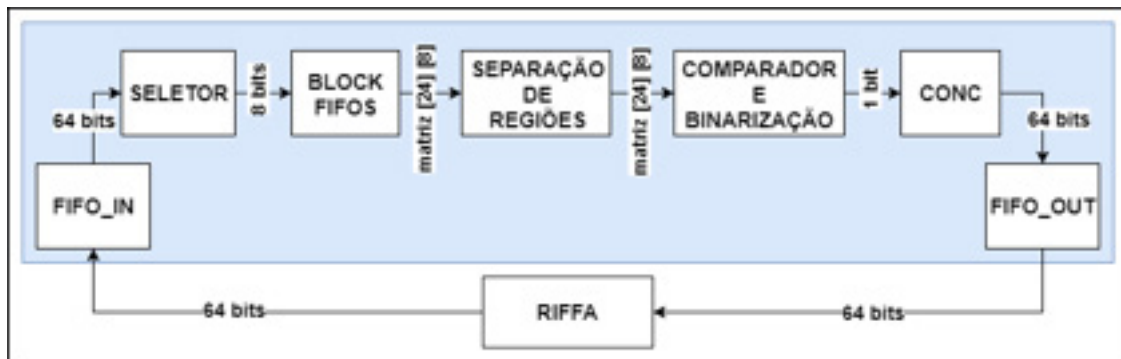 SELETOR
8 bits
BLOCK
FIFOS
matriz [24] [8]
SEPARAÇÃO
DE
REGIÕES
matriz [24] [8]
COMPARADOR
E
BINARIZAÇÃO
1 bit
CONC
64 bits
64 bits
FIFO_IN
FIFO_OUT
64 bits
RIFFA
64 bits